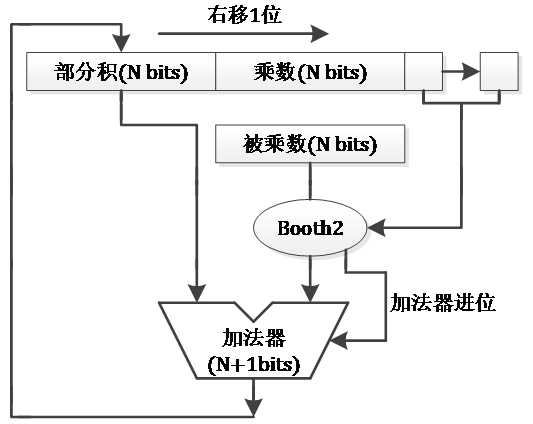 右移1位
部分积(N bits)
乘数(N bits)
被乘数(N bits)
Booth2
加法器进位
加法器
(N+1bits)